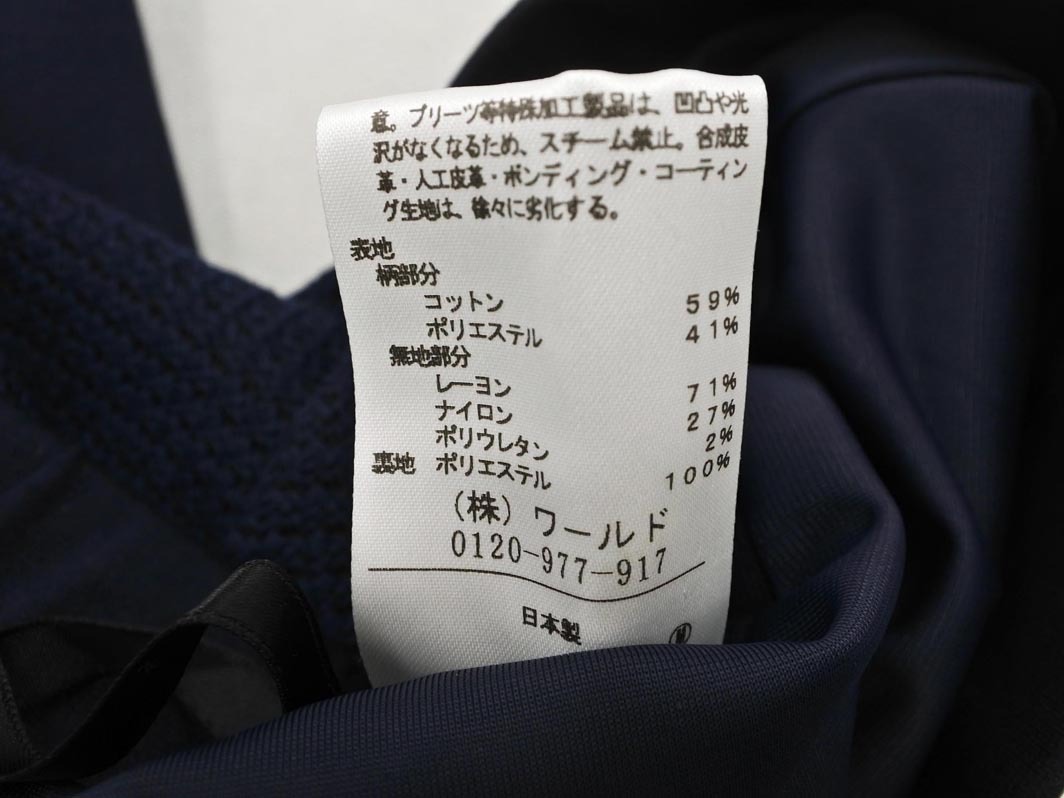 意。プリーツ等特殊加工製品は、凹凸や光
沢がなくなるため、スチーム禁止。合成皮
革・人工皮革・ボンディング・コーティン
グ生地は、徐々に劣化する。
表地
柄部分
コットン 59%
ポリエステル 41%
無地部分
レーヨン 71%
ナイロン 27%
ポリウレタン 2%
裏地 ポリエステル 100%
(株)ワールド
0120-977-917
日本製
M